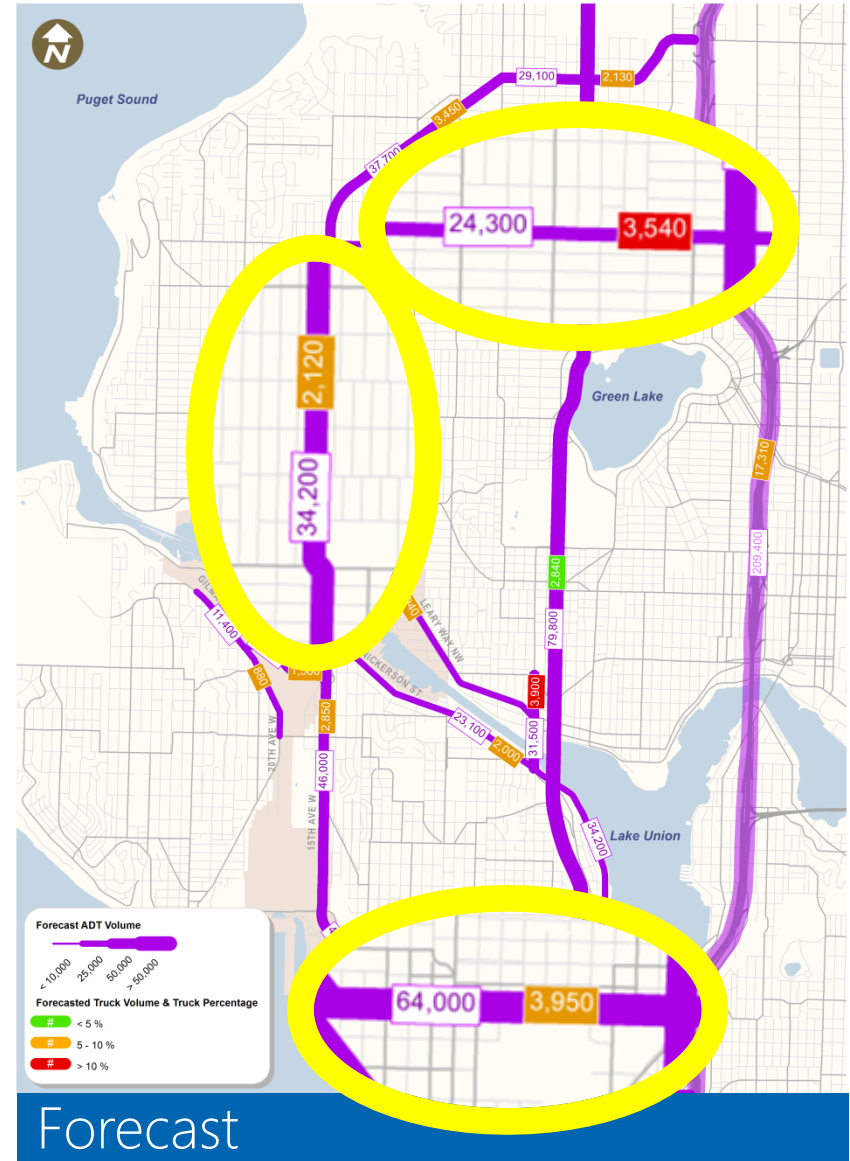 N
Puget Sound
29,100
2,130
3,450
37,700
24,300
3,540
2,120
34,200
Green Lake
17,310
209,400
2,840
79,800
LEARY WAY NW
11,400
880
NICKERSON ST
3,900
31,500
23,100
2,000
2,850
46,000
20TH AVE W
15TH AVE W
34,200
Lake Union
64,000
3,950
Forecast ADT Volume
< 10,000
25,000
50,000
> 50,000
Forecasted Truck Volume & Truck Percentage
# < 5 %
# 5 - 10 %
# > 10 %
Forecast